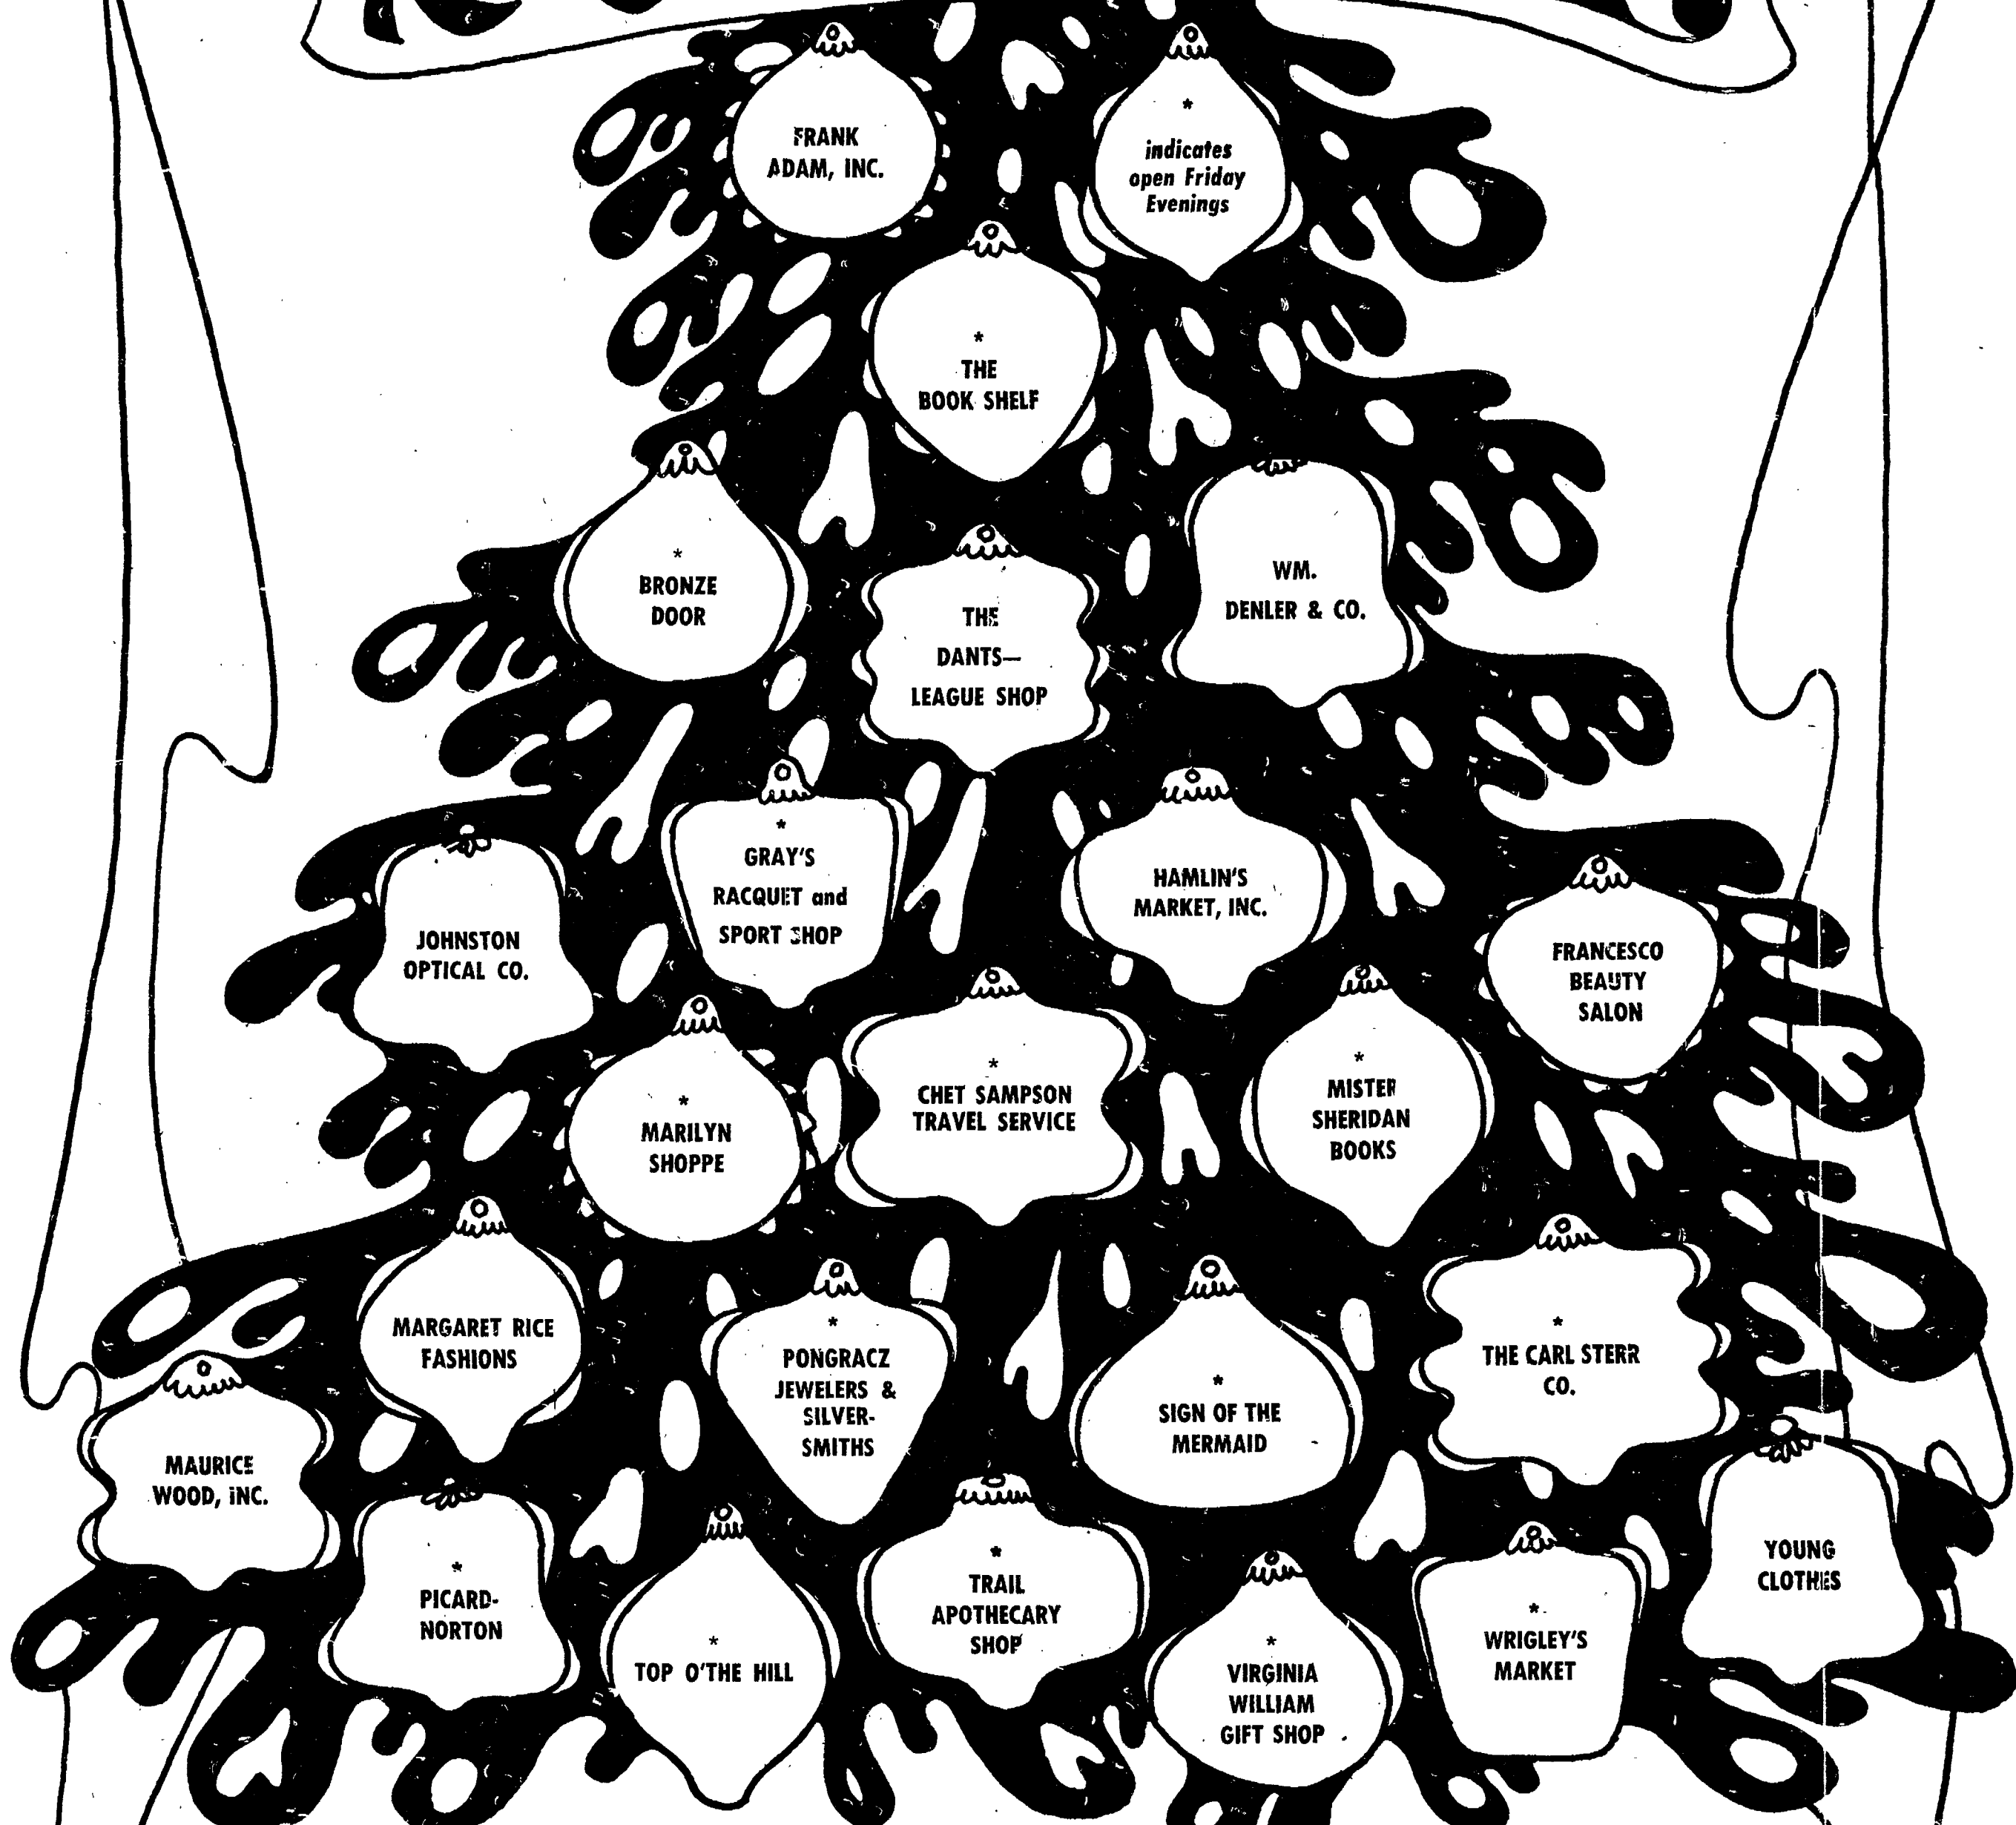 FRANK
ADAM, INC.
*
indicates
open Friday
Evenings
*
THE
BOOK SHELF
*
BRONZE
DOOR
THE
DANTS—
LEAGUE SHOP
WM.
DENLER & CO.
*
GRAY'S
RACQUET and
SPORT SHOP
HAMLIN'S
MARKET, INC.
JOHNSTON
OPTICAL CO.
FRANCESCO
BEAUTY
SALON
*
MARILYN
SHOPPE
*
CHET SAMPSON
TRAVEL SERVICE
*
MISTER
SHERIDAN
BOOKS
MARGARET RICE
FASHIONS
*
PONGRACZ
JEWELERS &
SILVER-
SMITHS
*
SIGN OF THE
MERMAID
*
THE CARL STERR
CO.
MAURICE
WOOD, INC.
*
PICARD-
NORTON
*
TOP O'THE HILL
*
TRAIL
APOTHECARY
SHOP
*
VIRGINIA
WILLIAM
GIFT SHOP
*
WRIGLEY'S
MARKET
YOUNG
CLOTHES